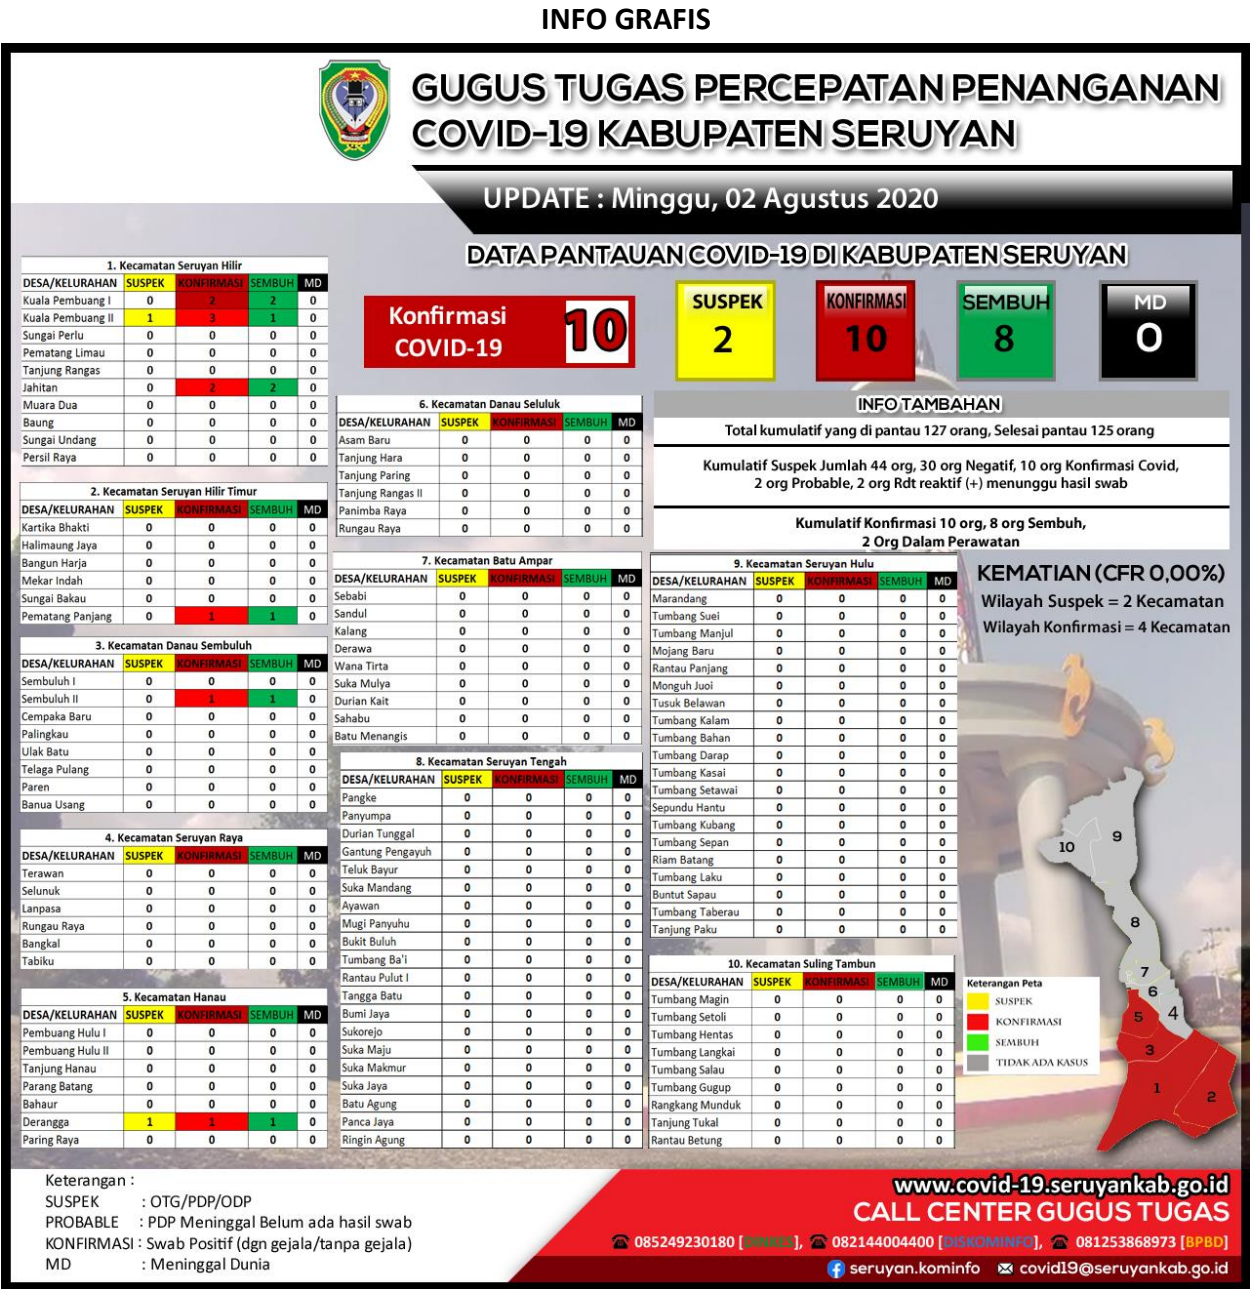 INFO GRAFIS
GUGUS TUGAS PERCEPATAN PENANGANAN
COVID-19 KABUPATEN SERUYAN
UPDATE : Minggu, 02 Agustus 2020
DATA PANTAUAN COVID-19 DI KABUPATEN SERUYAN
Konfirmasi
COVID-19
10
SUSPEK
2
KONFIRMASI
10
SEMBUH
8
MD
0
INFO TAMBAHAN
Total kumulatif yang di pantau 127 orang, Selesai pantau 125 orang
Kumulatif Suspek Jumlah 44 org, 30 org Negatif, 10 org Konfirmasi Covid,
2 org Probable, 2 org Rdt reaktif (+) menunggu hasil swab
Kumulatif Konfirmasi 10 org, 8 org Sembuh,
2 Org Dalam Perawatan
KEMATIAN (CFR 0,00%)
Wilayah Suspek = 2 Kecamatan
Wilayah Konfirmasi = 4 Kecamatan
1. Kecamatan Seruyan Hilir
DESA/KELURAHAN SUSPEK KONFIRMASI SEMBUH MD
Kuala Pembuang I 0 2 2 0
Kuala Pembuang II 1 3 1 0
Sungai Perlu 0 0 0 0
Pematang Limau 0 0 0 0
Tanjung Rangas 0 0 0 0
Jahitan 0 2 2 0
Muara Dua 0 0 0 0
Baung 0 0 0 0
Sungai Undang 0 0 0 0
Persil Raya 0 0 0 0
2. Kecamatan Seruyan Hilir Timur
DESA/KELURAHAN SUSPEK KONFIRMASI SEMBUH MD
Kartika Bhakti 0 0 0 0
Halimaung Jaya 0 0 0 0
Bangun Harja 0 0 0 0
Mekar Indah 0 0 0 0
Sungai Bakau 0 0 0 0
Pematang Panjang 0 1 1 0
3. Kecamatan Danau Sembuluh
DESA/KELURAHAN SUSPEK KONFIRMASI SEMBUH MD
Sembuluh I 0 0 0 0
Sembuluh II 0 1 1 0
Cempaka Baru 0 0 0 0
Palingkau 0 0 0 0
Ulak Batu 0 0 0 0
Telaga Pulang 0 0 0 0
Paren 0 0 0 0
Banua Usang 0 0 0 0
4. Kecamatan Seruyan Raya
DESA/KELURAHAN SUSPEK KONFIRMASI SEMBUH MD
Terawan 0 0 0 0
Selunuk 0 0 0 0
Lanpasa 0 0 0 0
Rungau Raya 0 0 0 0
Bangkal 0 0 0 0
Tabiku 0 0 0 0
5. Kecamatan Hanau
DESA/KELURAHAN SUSPEK KONFIRMASI SEMBUH MD
Pembuang Hulu I 0 0 0 0
Pembuang Hulu II 0 0 0 0
Tanjung Hanau 0 0 0 0
Parang Batang 0 0 0 0
Bahaur 0 0 0 0
Derangga 1 1 1 0
Paring Raya 0 0 0 0
6. Kecamatan Danau Seluluk
DESA/KELURAHAN SUSPEK KONFIRMASI SEMBUH MD
Asam Baru 0 0 0 0
Tanjung Hara 0 0 0 0
Tanjung Paring 0 0 0 0
Tanjung Rangas II 0 0 0 0
Panimba Raya 0 0 0 0
Rungau Raya 0 0 0 0
7. Kecamatan Batu Ampar
DESA/KELURAHAN SUSPEK KONFIRMASI SEMBUH MD
Sebabi 0 0 0 0
Sandul 0 0 0 0
Kalang 0 0 0 0
Derawa 0 0 0 0
Wana Tirta 0 0 0 0
Suka Mulya 0 0 0 0
Durian Kait 0 0 0 0
Sahabu 0 0 0 0
Batu Menangis 0 0 0 0
8. Kecamatan Seruyan Tengah
DESA/KELURAHAN SUSPEK KONFIRMASI SEMBUH MD
Pangke 0 0 0 0
Panyumpa 0 0 0 0
Durian Tunggal 0 0 0 0
Gantung Pengayuh 0 0 0 0
Teluk Bayur 0 0 0 0
Suka Mandang 0 0 0 0
Ayawan 0 0 0 0
Mugi Panyuhu 0 0 0 0
Bukit Buluh 0 0 0 0
Tumbang Ba'i 0 0 0 0
Rantau Pulut I 0 0 0 0
Tangga Batu 0 0 0 0
Bumi Jaya 0 0 0 0
Sukorejo 0 0 0 0
Suka Maju 0 0 0 0
Suka Makmur 0 0 0 0
Suka Jaya 0 0 0 0
Batu Agung 0 0 0 0
Panca Jaya 0 0 0 0
Ringin Agung 0 0 0 0
9. Kecamatan Seruyan Hulu
DESA/KELURAHAN SUSPEK KONFIRMASI SEMBUH MD
Marandang 0 0 0 0
Tumbang Suei 0 0 0 0
Tumbang Manjul 0 0 0 0
Mojang Baru 0 0 0 0
Rantau Panjang 0 0 0 0
Monguh Juoi 0 0 0 0
Tusuk Belawan 0 0 0 0
Tumbang Kalam 0 0 0 0
Tumbang Bahan 0 0 0 0
Tumbang Darap 0 0 0 0
Tumbang Kasai 0 0 0 0
Tumbang Setawai 0 0 0 0
Sepundu Hantu 0 0 0 0
Tumbang Kubang 0 0 0 0
Tumbang Sepan 0 0 0 0
Riam Batang 0 0 0 0
Tumbang Laku 0 0 0 0
Buntut Sapau 0 0 0 0
Tumbang Taberau 0 0 0 0
Tanjung Paku 0 0 0 0
10. Kecamatan Suling Tambun
DESA/KELURAHAN SUSPEK KONFIRMASI SEMBUH MD
Tumbang Magin 0 0 0 0
Tumbang Setoli 0 0 0 0
Tumbang Hentas 0 0 0 0
Tumbang Langkai 0 0 0 0
Tumbang Salau 0 0 0 0
Tumbang Gugup 0 0 0 0
Rangkang Munduk 0 0 0 0
Tanjung Tukal 0 0 0 0
Rantau Betung 0 0 0 0
9
10
8
7
6
5
4
3
1
2
Keterangan Peta
SUSPEK
KONFIRMASI
SEMBUH
TIDAK ADA KASUS
Keterangan :
SUSPEK : OTG/PDP/ODP
PROBABLE : PDP Meninggal Belum ada hasil swab
KONFIRMASI : Swab Positif (dgn gejala/tanpa gejala)
MD : Meninggal Dunia
www.covid-19.seruyankab.go.id
CALL CENTER GUGUS TUGAS
085249230180 [DINKES], 082144004400 [DISKOMINFO], 081253868973 [BPBD]
seruyan.kominfo covid19@seruyankab.go.id